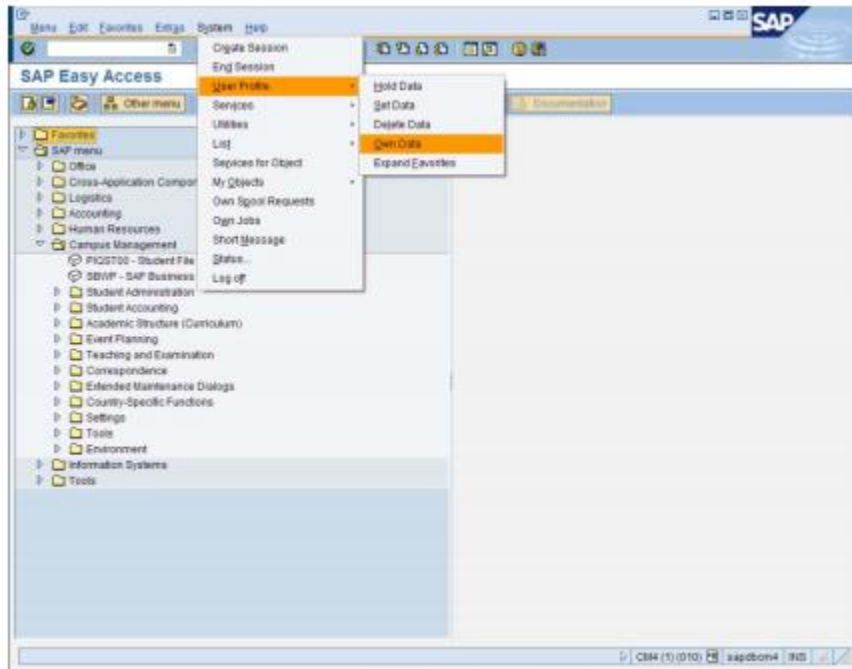 Menu Edit Favorites Extras System Help
SAP
SAP Easy Access
Other menu
Documentation
Create Session
End Session
User Profile
Services
Utilities
List
Services for Object
My Objects
Own Spool Requests
Own Jobs
Short Message
Status...
Log off
Hold Data
Set Data
Delete Data
Own Data
Expand Favorites
Favorites
SAP menu
Office
Cross-Application Compor
Logistics
Accounting
Human Resources
Campus Management
PIQST00 - Student File
SBWP - SAP Business
Student Administration
Student Accounting
Academic Structure (Curriculum)
Event Planning
Teaching and Examination
Correspondence
Extended Maintenance Dialogs
Country-Specific Functions
Settings
Tools
Environment
Information Systems
Tools
CM4 (1) (010) sapdbcm4 INS